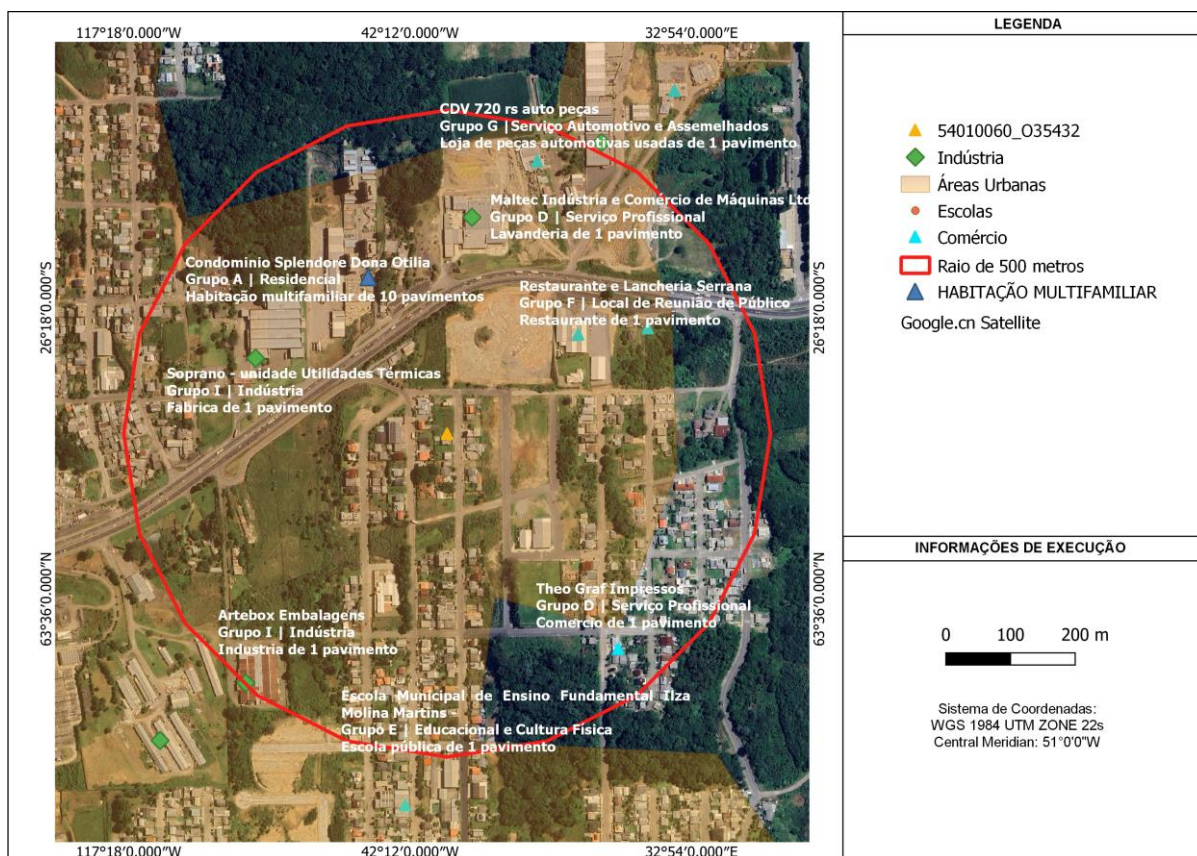 117°18′0.000″W
42°12′0.000″W
32°54′0.000″E
CDV 720 rs auto peças
Grupo G |Serviço Automotivo e Assemelhados
Loja de peças automotivas usadas de 1 pavimento
Maltec Indústria e Comércio de Máquinas Ltd
Grupo D | Serviço Profissional
Lavanderia de 1 pavimento
Condominio Splendore Dona Otilia
Grupo A | Residencial
Habitação multifamiliar de 10 pavimentos
Restaurante e Lancheria Serrana
Grupo F | Local de Reunião de Público
Restaurante de 1 pavimento
26°18′0.000″S
26°18′0.000″S
Soprano - unidade Utilidades Térmicas
Grupo I | Indústria
Fabrica de 1 pavimento
63°36′0.000″N
63°36′0.000″N
Theo Graf Impressos
Grupo D | Serviço Profissional
Comercio de 1 pavimento
Artebox Embalagens
Grupo I | Indústria
Industria de 1 pavimento
Escola Municipal de Ensino Fundamental Ilza
Molina Martins -
Grupo E | Educacional e Cultura Fisica
Escola pública de 1 pavimento
117°18′0.000″W
42°12′0.000″W
32°54′0.000″E
LEGENDA
54010060_O35432
Indústria
Áreas Urbanas
Escolas
Comércio
Raio de 500 metros
HABITAÇÃO MULTIFAMILIAR
Google.cn Satellite
INFORMAÇÕES DE EXECUÇÃO
0 100 200 m
Sistema de Coordenadas:
WGS 1984 UTM ZONE 22s
Central Meridian: 51°0'0"W